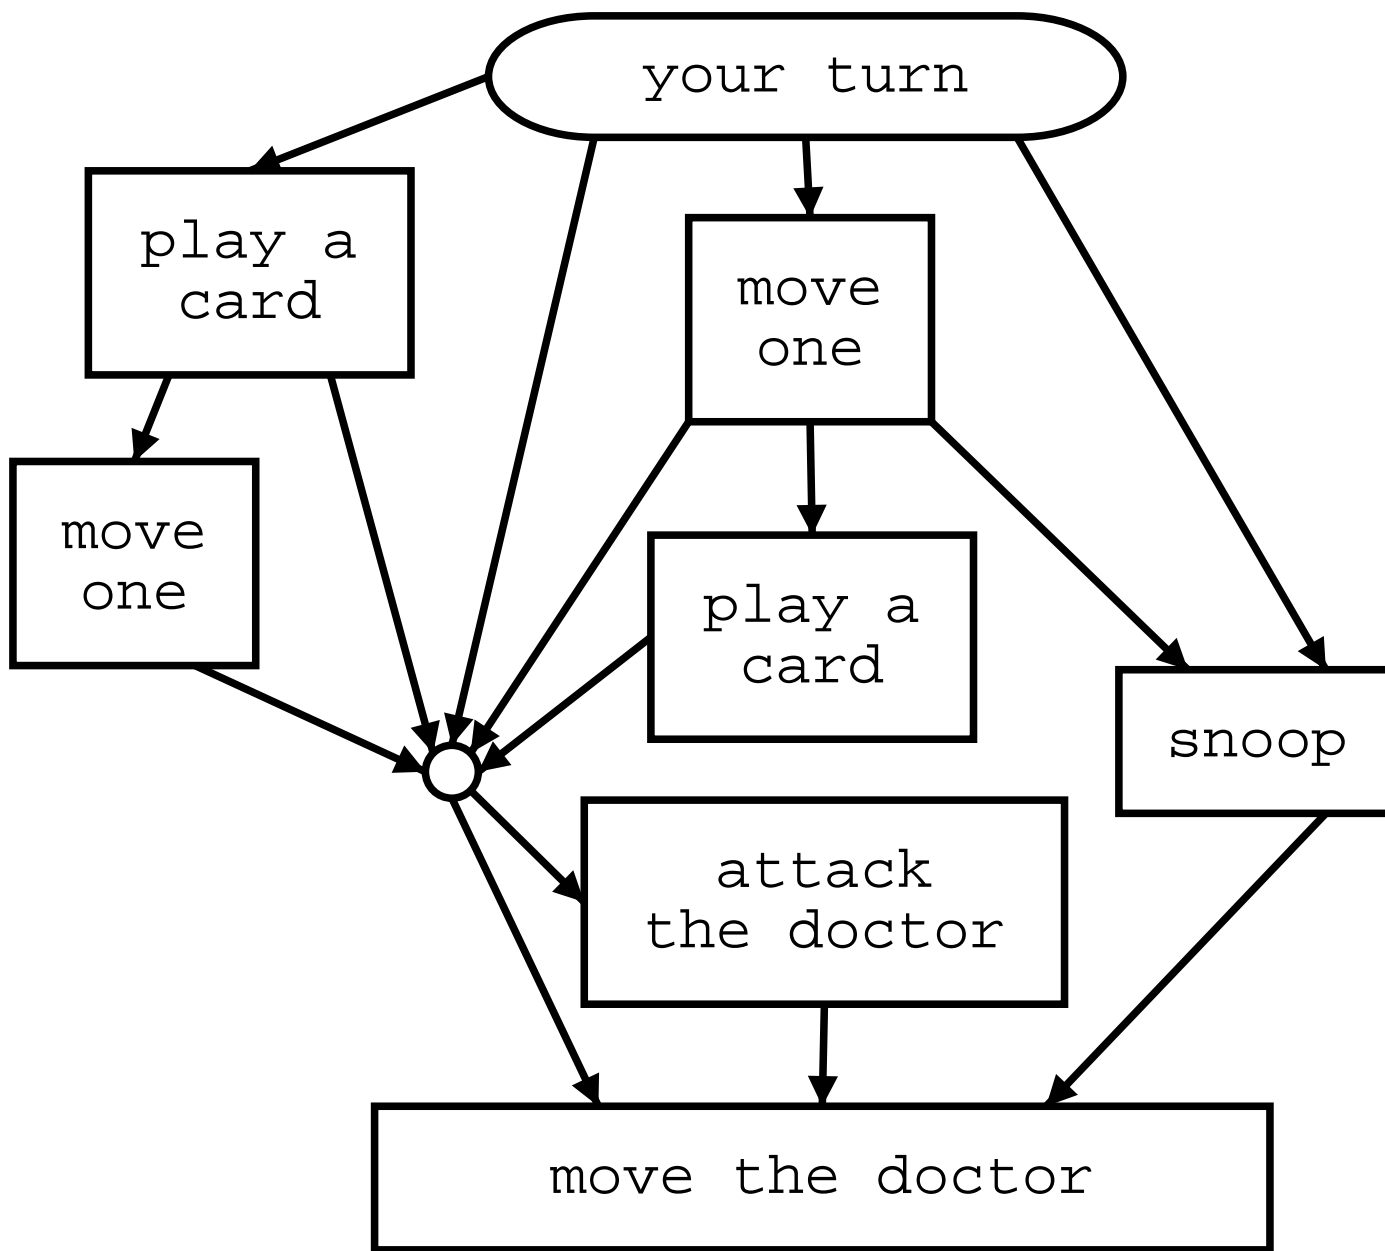 your turn
play a
card
move
one
move
one
play a
card
snoop
attack
the doctor
move the doctor